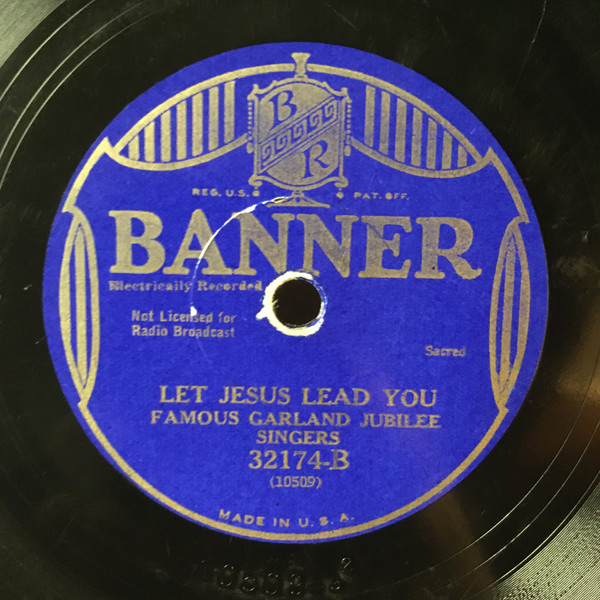 B
R
REG. U.S. PAT. OFF.
BANNER
Electrically Recorded
Not Licensed for
Radio Broadcast
Sacred
LET JESUS LEAD YOU
FAMOUS GARLAND JUBILEE
SINGERS
32174-B
(10509)
MADE IN U.S.A.